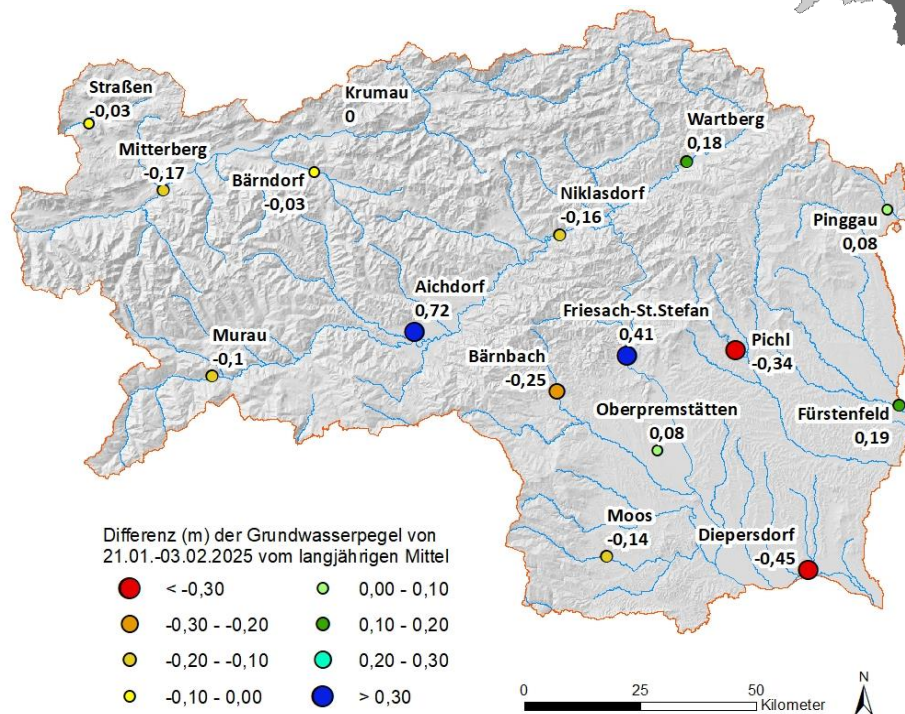 Straßen
-0,03
Krumau
0
Wartberg
0,18
Mitterberg
-0,17
Bärndorf
-0,03
Niklasdorf
-0,16
Pinggau
0,08
Aichdorf
0,72
Friesach-St.Stefan
0,41
Murau
-0,1
Bärnbach
-0,25
Pichl
-0,34
Oberpremstätten
0,08
Fürstenfeld
0,19
Moos
-0,14
Diepersdorf
-0,45
Differenz (m) der Grundwasserpegel von
21.01.-03.02.2025 vom langjährigen Mittel
< -0,30
0,00 - 0,10
-0,30 - -0,20
0,10 - 0,20
-0,20 - -0,10
0,20 - 0,30
-0,10 - 0,00
> 0,30
0 25 50
Kilometer
N